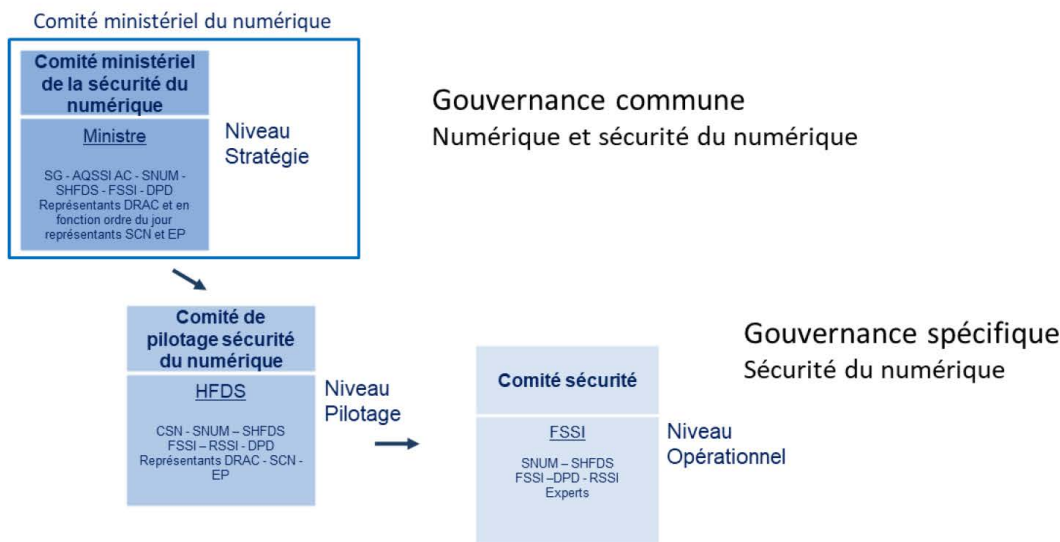 Comité ministériel du numérique
Comité ministériel
de la sécurité du
numérique
Ministre
SG - AQSSI AC - SNUM -
SHFDS - FSSI - DPD
Représentants DRAC et en
fonction ordre du jour
représentants SCN et EP
Niveau
Stratégie
Gouvernance commune
Numérique et sécurité du numérique
Comité de
pilotage sécurité
du numérique
HFDS
CSN - SNUM – SHFDS
FSSI – RSSI - DPD
Représentants DRAC - SCN -
EP
Niveau
Pilotage
Gouvernance spécifique
Sécurité du numérique
Comité sécurité
FSSI
SNUM – SHFDS
FSSI –DPD - RSSI
Experts
Niveau
Opérationnel